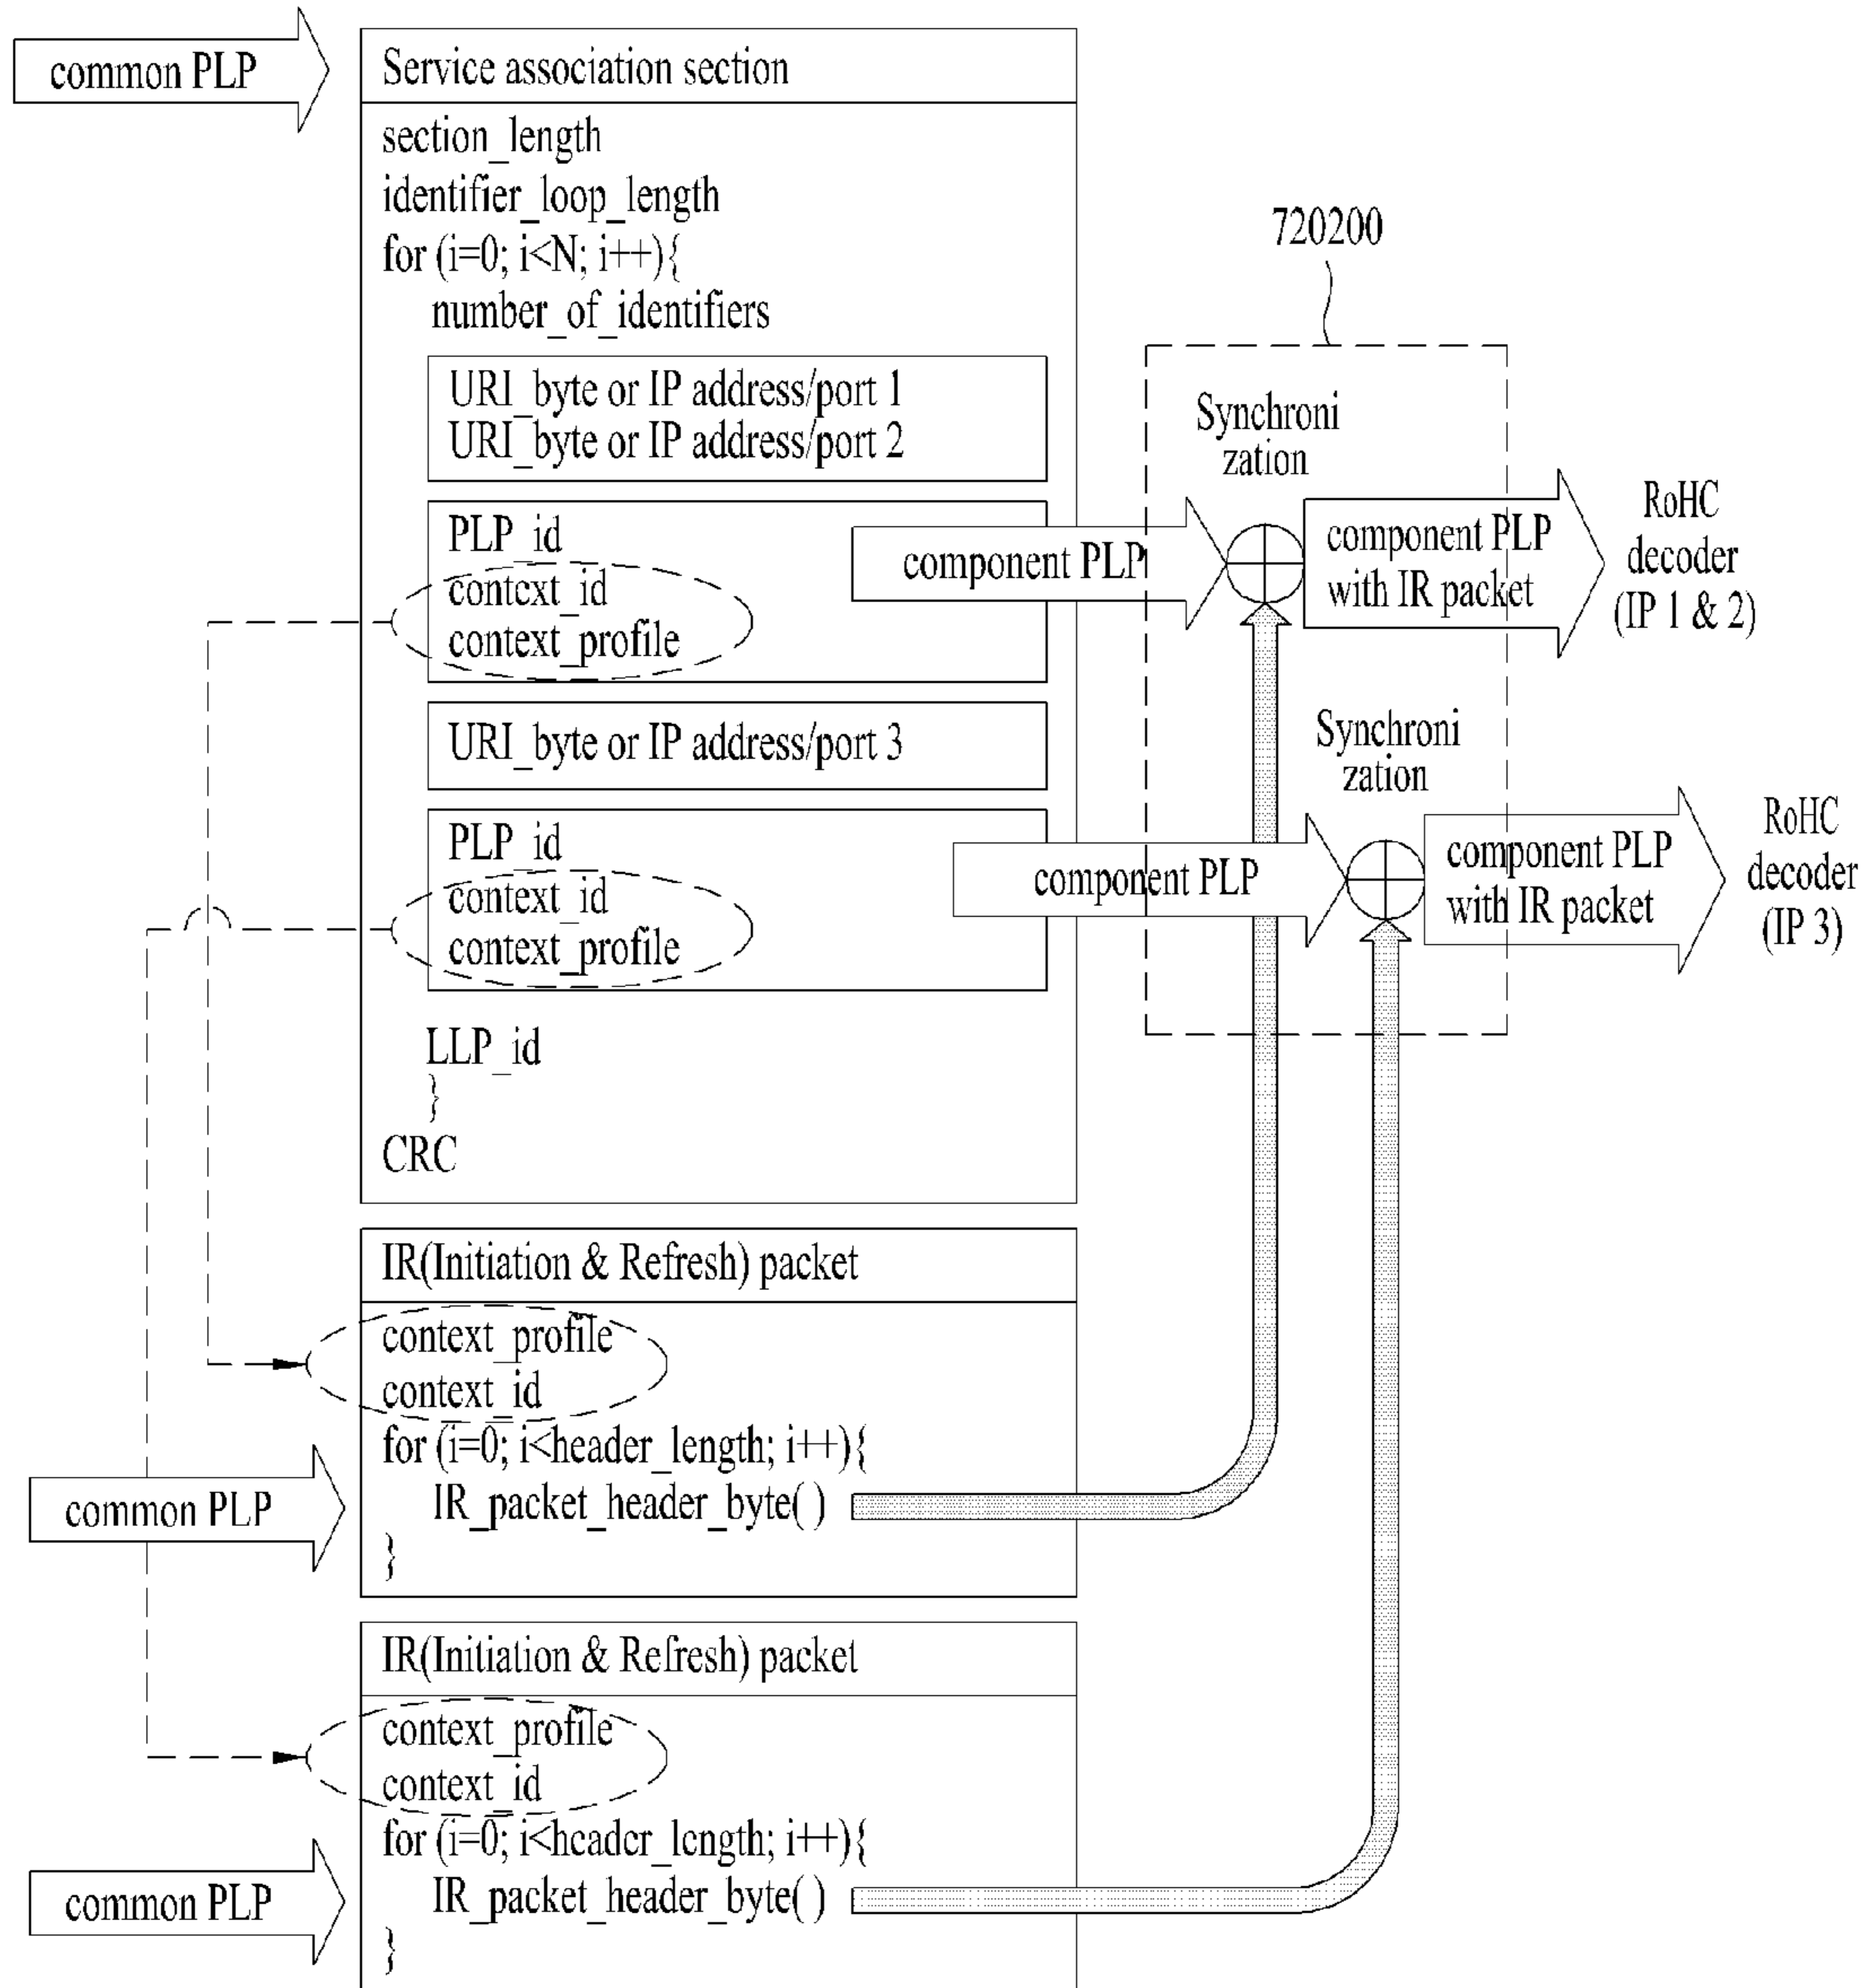 common PLP
Service association section
section_length
identifier_loop_length
for (i=0; i<N; i++){
number_of_identifiers
URI_byte or IP address/port 1
URI_byte or IP address/port 2
PLP_id
context_id
context_profile
URI_byte or IP address/port 3
PLP_id
context_id
context_profile
LLP_id
}
CRC
720200
Synchroni
zation
component PLP
component PLP
with IR packet
RoHC
decoder
(IP 1 & 2)
Synchroni
zation
component PLP
component PLP
with IR packet
RoHC
decoder
(IP 3)
IR(Initiation & Refresh) packet
context_profile
context_id
for (i=0; i<header_length; i++){
IR_packet_header_byte( )
}
common PLP
IR(Initiation & Refresh) packet
context_profile
context_id
for (i=0; i<header_length; i++){
IR_packet_header_byte( )
}
common PLP